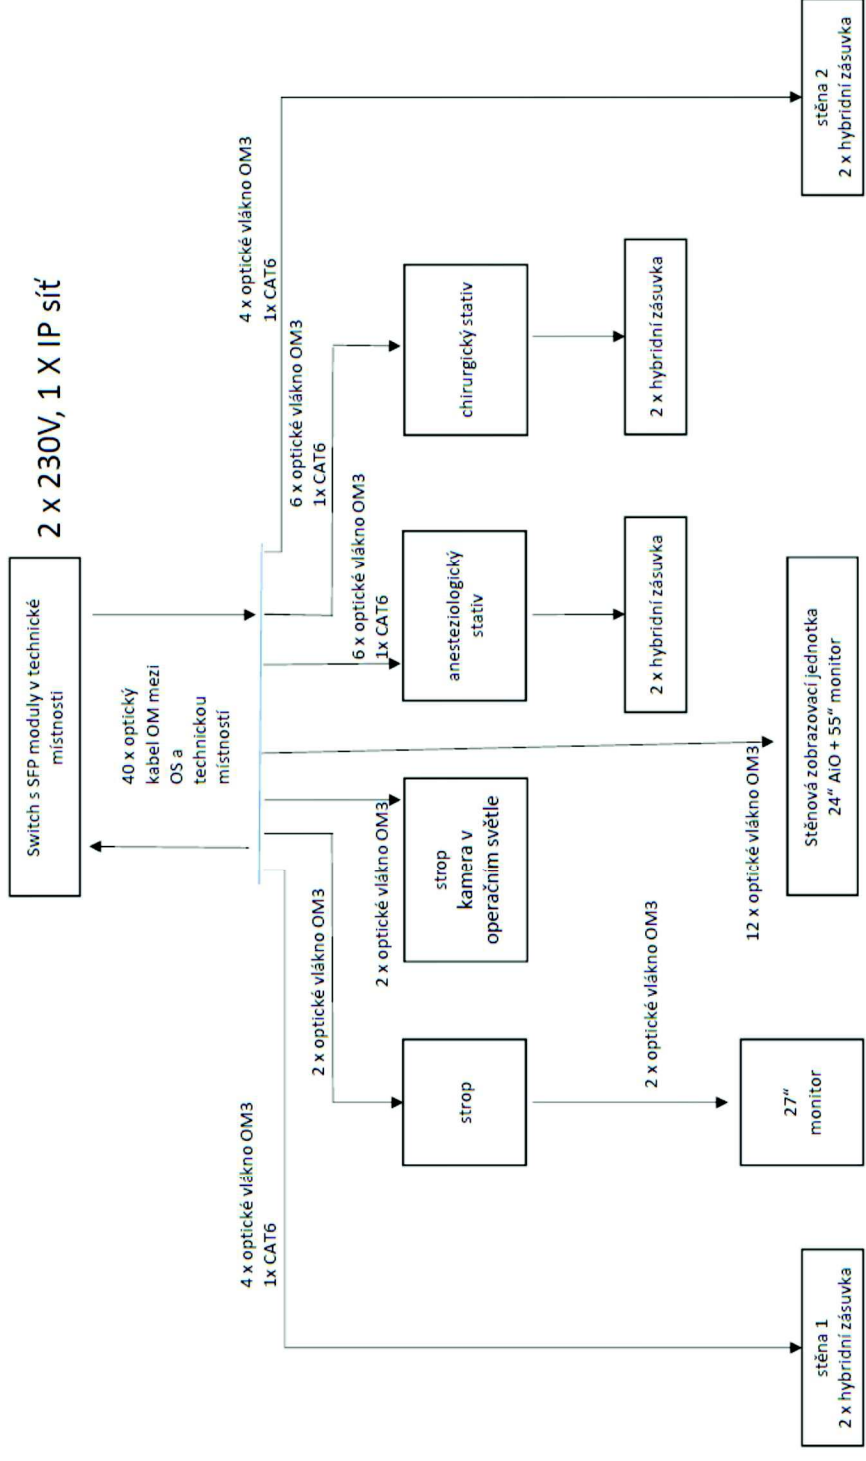 2 x 230V, 1 X IP síť
Switch s SFP moduly v technické
místnosti
40 x optický
kabel OM mezi
OS a
technickou
místností
4 x optické vlákno OM3
1x CAT6
2 x optické vlákno OM3
2 x optické vlákno OM3
6 x optické vlákno OM3
1x CAT6
6 x optické vlákno OM3
1x CAT6
4 x optické vlákno OM3
1x CAT6
strop
strop
kamera v
operačním světle
anesteziologický
stativ
chirurgický stativ
2 x optické vlákno OM3
12 x optické vlákno OM3
2 x hybridní zásuvka
2 x hybridní zásuvka
stěna 1
2 x hybridní zásuvka
27“
monitor
Stěnová zobrazovací jednotka
24“ AiO + 55“ monitor
stěna 2
2 x hybridní zásuvka